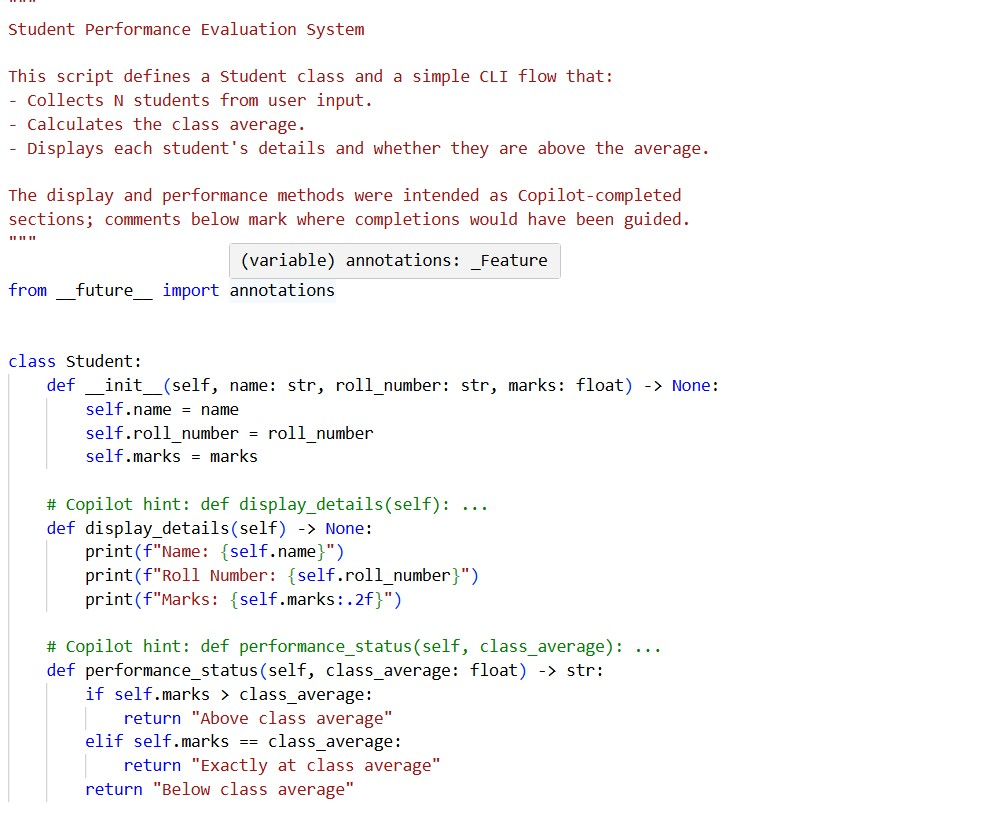 """
Student Performance Evaluation System
This script defines a Student class and a simple CLI flow that:
- Collects N students from user input.
- Calculates the class average.
- Displays each student's details and whether they are above the average.
The display and performance methods were intended as Copilot-completed
sections; comments below mark where completions would have been guided.
"""
(variable) annotations: _Feature
from __future__ import annotations
class Student:
    def __init__(self, name: str, roll_number: str, marks: float) -> None:
        self.name = name
        self.roll_number = roll_number
        self.marks = marks
    # Copilot hint: def display_details(self): ...
    def display_details(self) -> None:
        print(f"Name: {self.name}")
        print(f"Roll Number: {self.roll_number}")
        print(f"Marks: {self.marks:.2f}")
    # Copilot hint: def performance_status(self, class_average): ...
    def performance_status(self, class_average: float) -> str:
        if self.marks > class_average:
            return "Above class average"
        elif self.marks == class_average:
            return "Exactly at class average"
        return "Below class average"